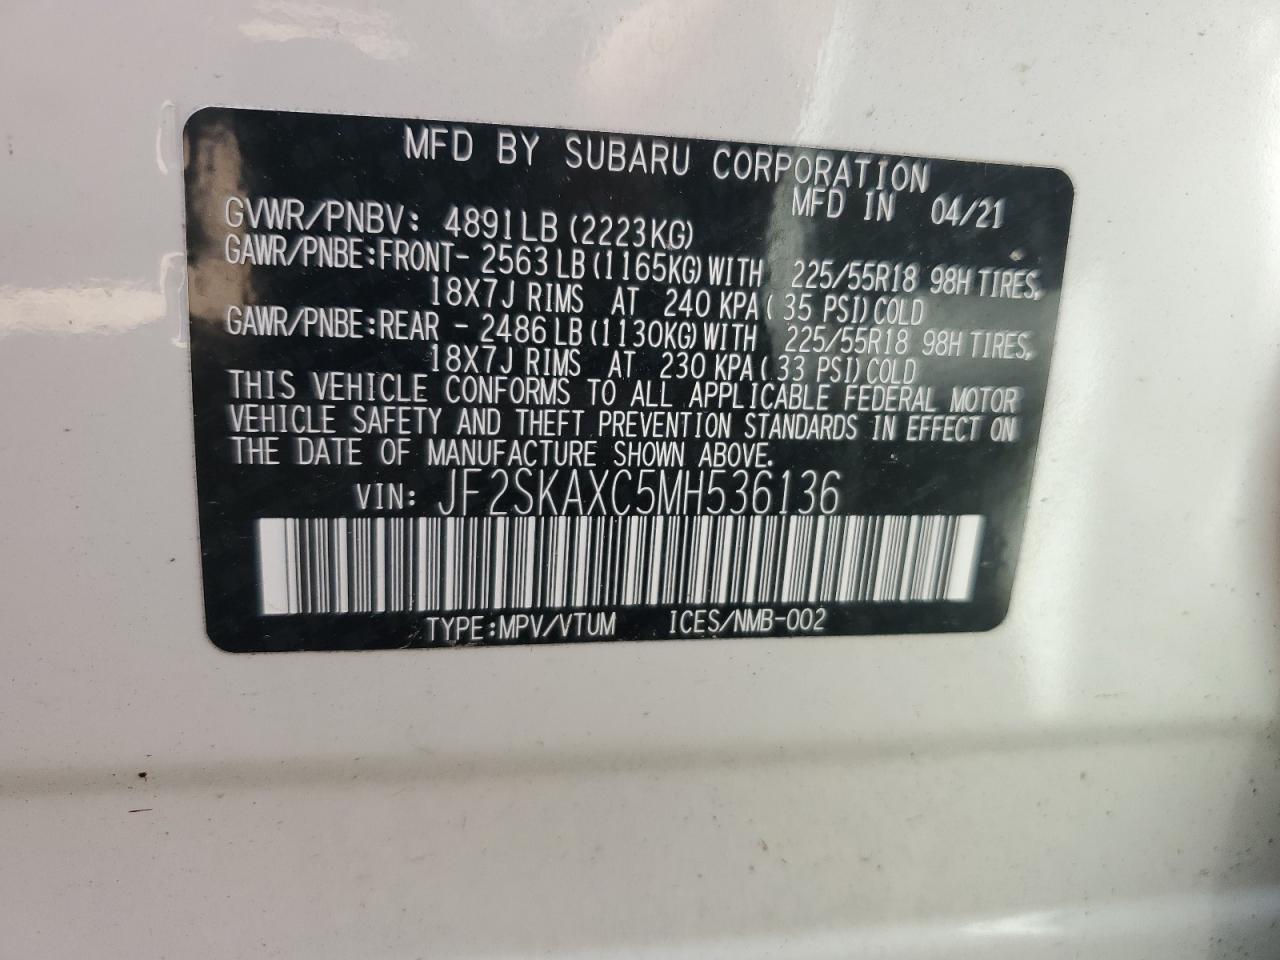 MFD BY SUBARU CORPORATION
MFD IN 04/21
GVWR/PNBV: 4891LB (2223KG)
GAWR/PNBE:FRONT- 2563 LB (1165KG) WITH 225/55R18 98H TIRES,
18X7J RIMS AT 240 KPA ( 35 PSI) COLD
GAWR/PNBE:REAR - 2486 LB (1130KG) WITH 225/55R18 98H TIRES,
18X7J RIMS AT 230 KPA ( 33 PSI) COLD
THIS VEHICLE CONFORMS TO ALL APPLICABLE FEDERAL MOTOR
VEHICLE SAFETY AND THEFT PREVENTION STANDARDS IN EFFECT ON
THE DATE OF MANUFACTURE SHOWN ABOVE.
VIN: JF2SKAXC5MH536136
TYPE:MPV/VTUM ICES/NMB-002